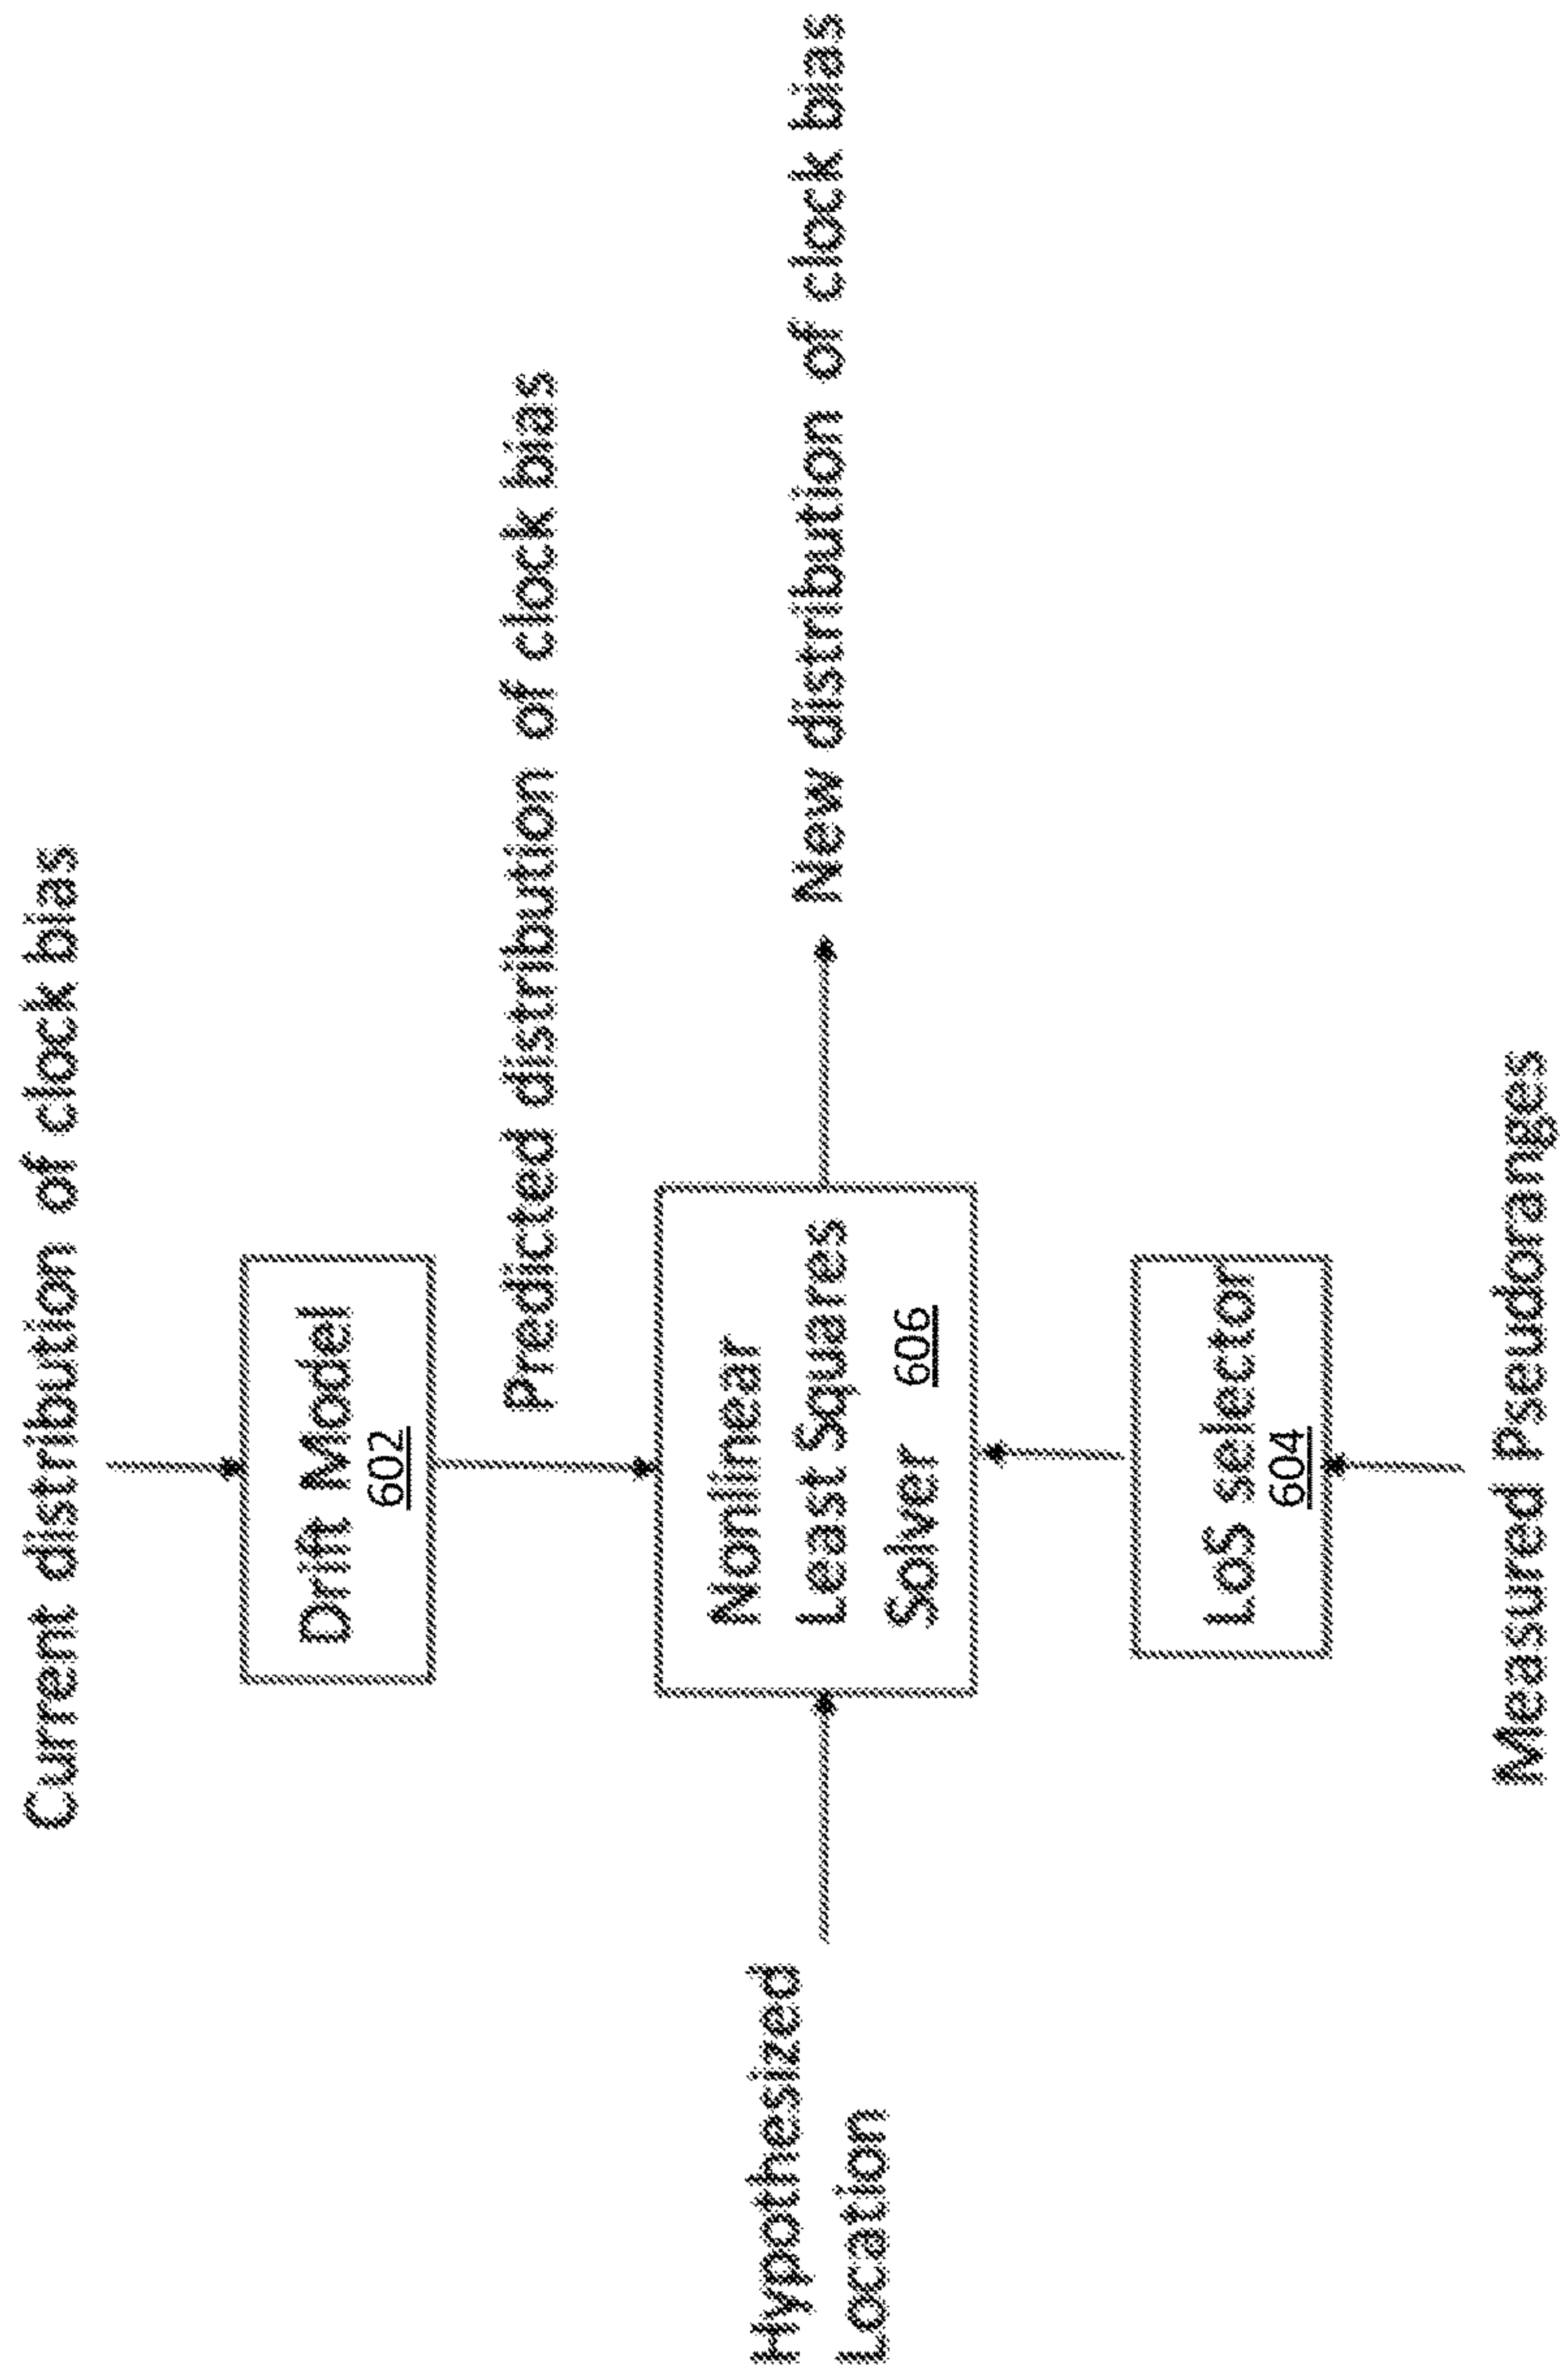 Current distribution of clock bias
Drift Model
602
Predicted distribution of clock bias
Hypothesized
Location
Nonlinear
Least Squares
Solver 606
New distribution of clock bias
LoS selector
604
Measured Pseudoranges